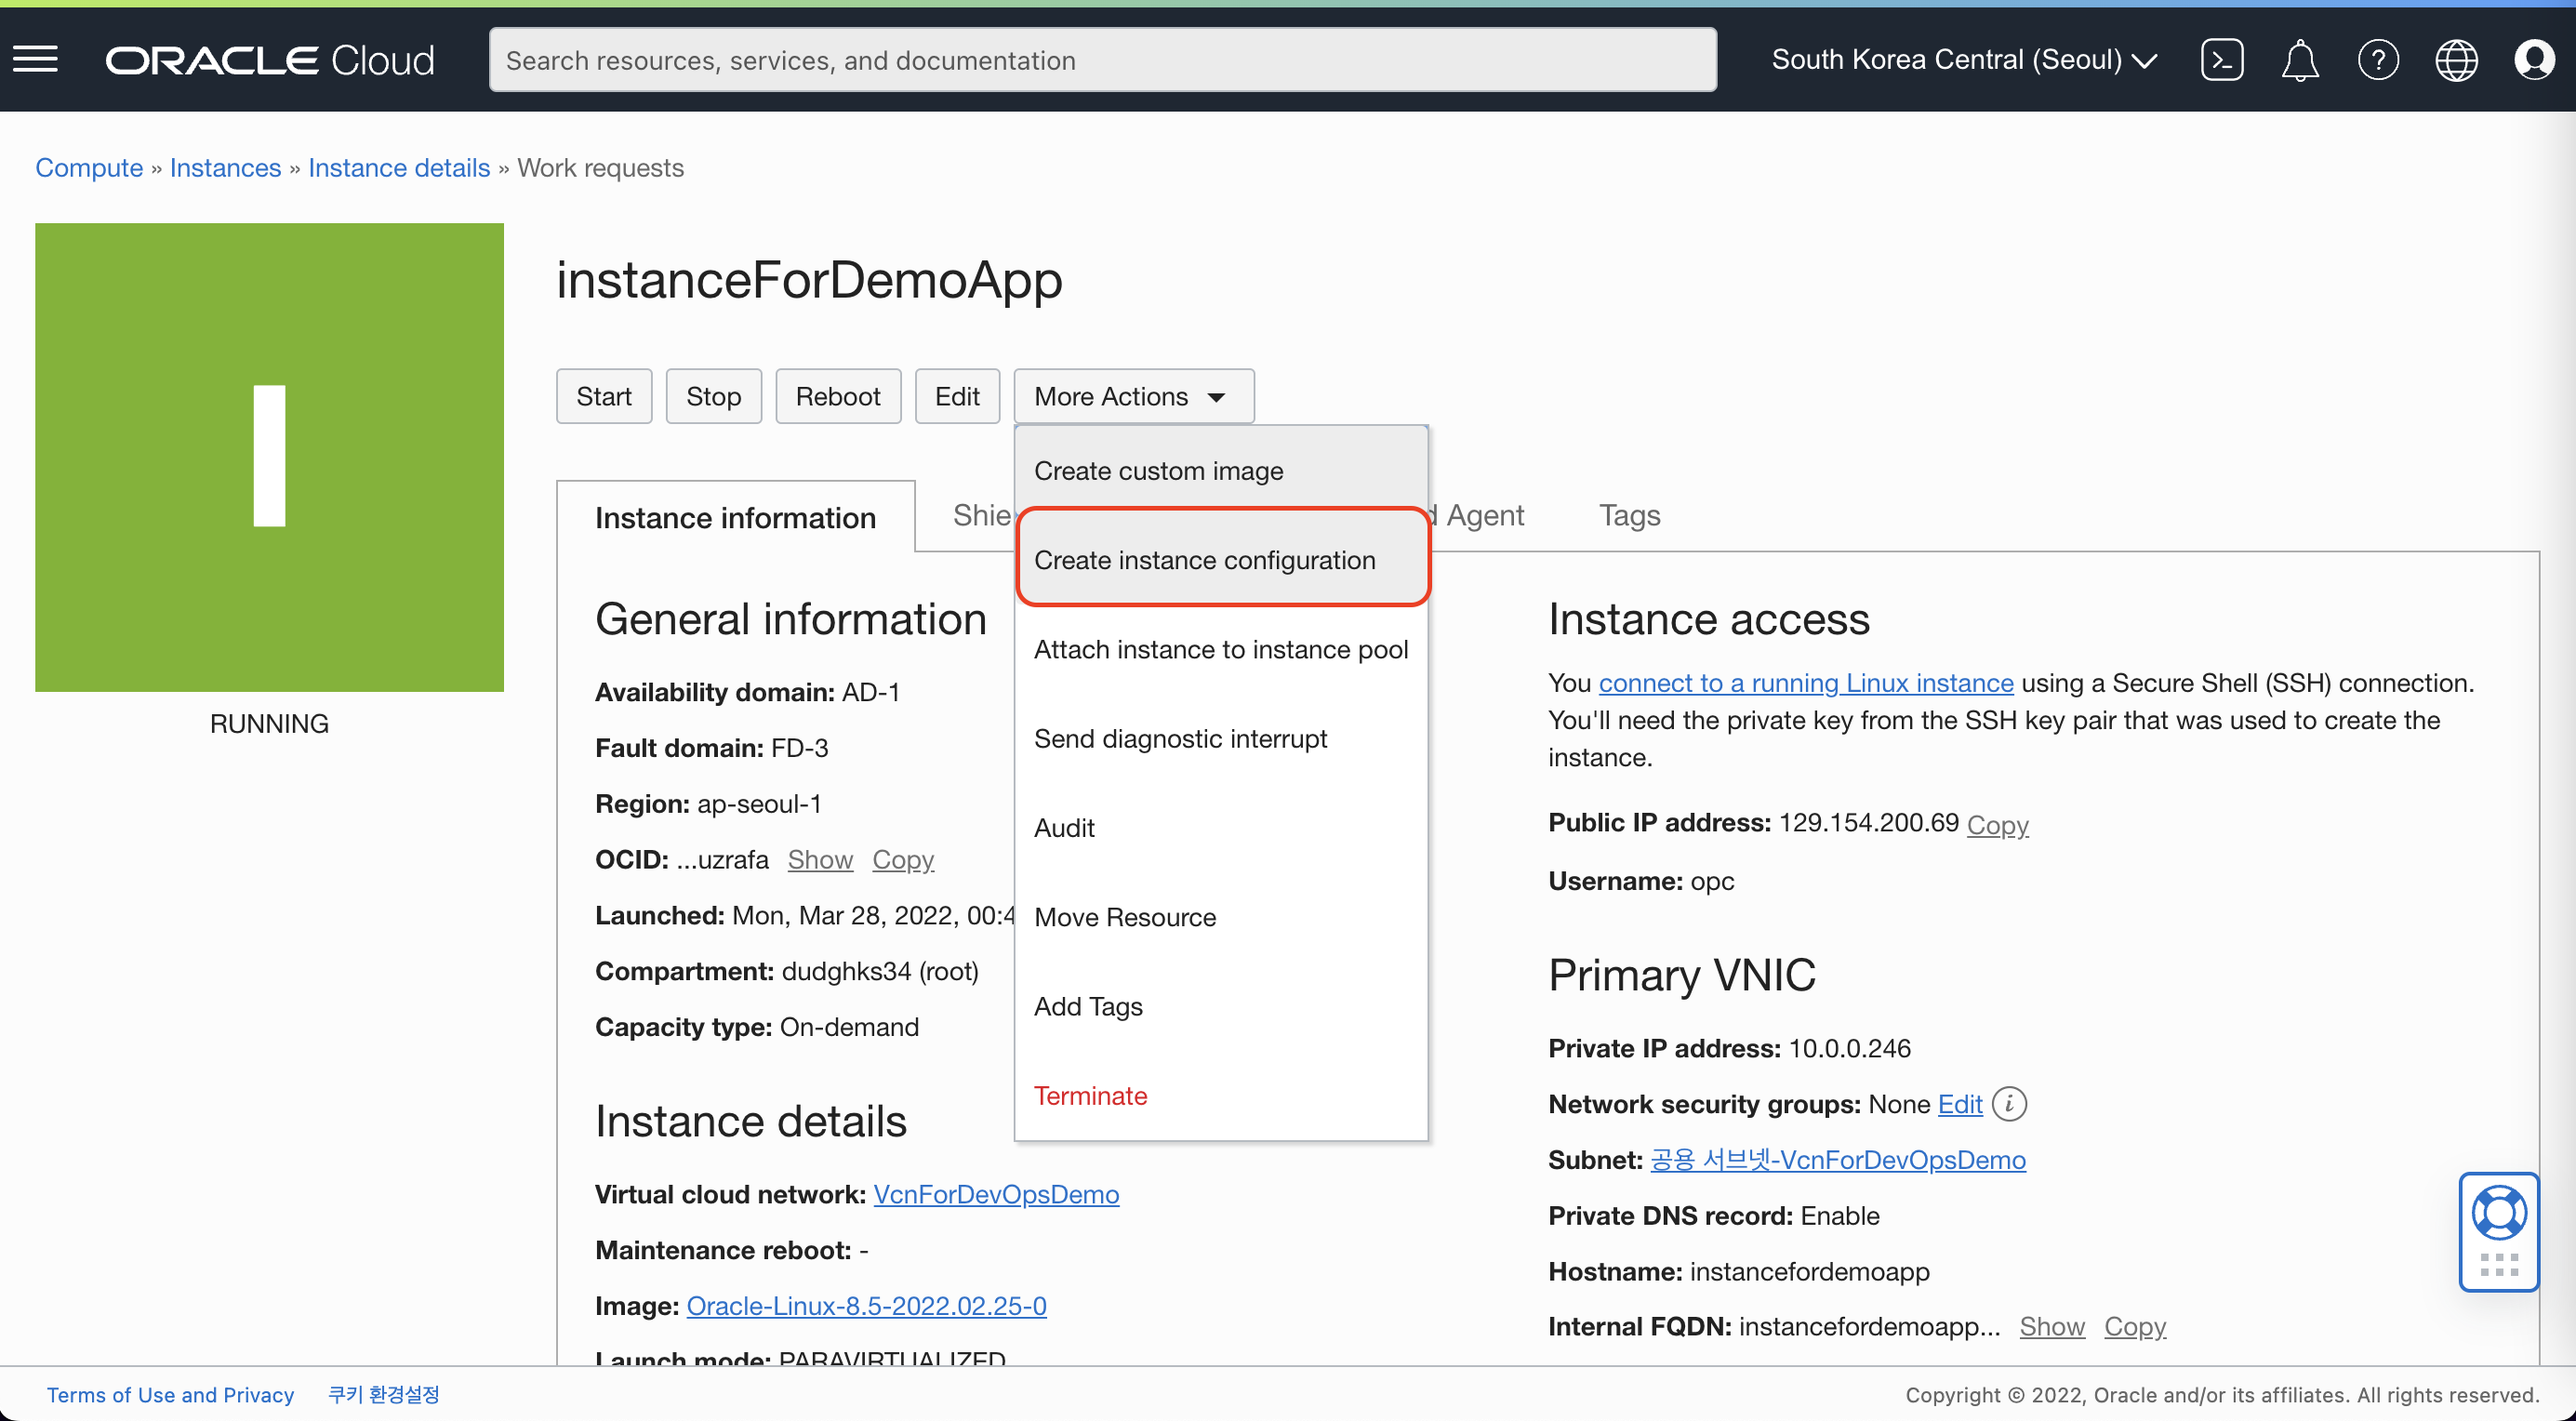 ORACLE Cloud
Search resources, services, and documentation
South Korea Central (Seoul)
Compute » Instances » Instance details » Work requests
I
RUNNING
instanceForDemoApp
Start Stop Reboot Edit More Actions
Create custom image
Create instance configuration
Attach instance to instance pool
Send diagnostic interrupt
Audit
Move Resource
Add Tags
Terminate
Instance information Agent Tags
General information
Availability domain: AD-1
Fault domain: FD-3
Region: ap-seoul-1
OCID: ...uzrafa Show Copy
Launched: Mon, Mar 28, 2022,
Compartment: dudghks34 (root)
Capacity type: On-demand
Instance details
Virtual cloud network: VcnForDevOpsDemo
Maintenance reboot: -
Image: Oracle-Linux-8.5-2022.02.25-0
Launch mode: PARAVIRTUALIZED
Instance access
You connect to a running Linux instance using a Secure Shell (SSH) connection.
You'll need the private key from the SSH key pair that was used to create the
instance.
Public IP address: 129.154.200.69 Copy
Username: opc
Primary VNIC
Private IP address: 10.0.0.246
Network security groups: None Edit
Subnet: 공용 서브넷-VcnForDevOpsDemo
Private DNS record: Enable
Hostname: instancefordemoapp
Internal FQDN: instancefordemoapp... Show Copy
Terms of Use and Privacy 쿠키 환경설정
Copyright © 2022, Oracle and/or its affiliates. All rights reserved.